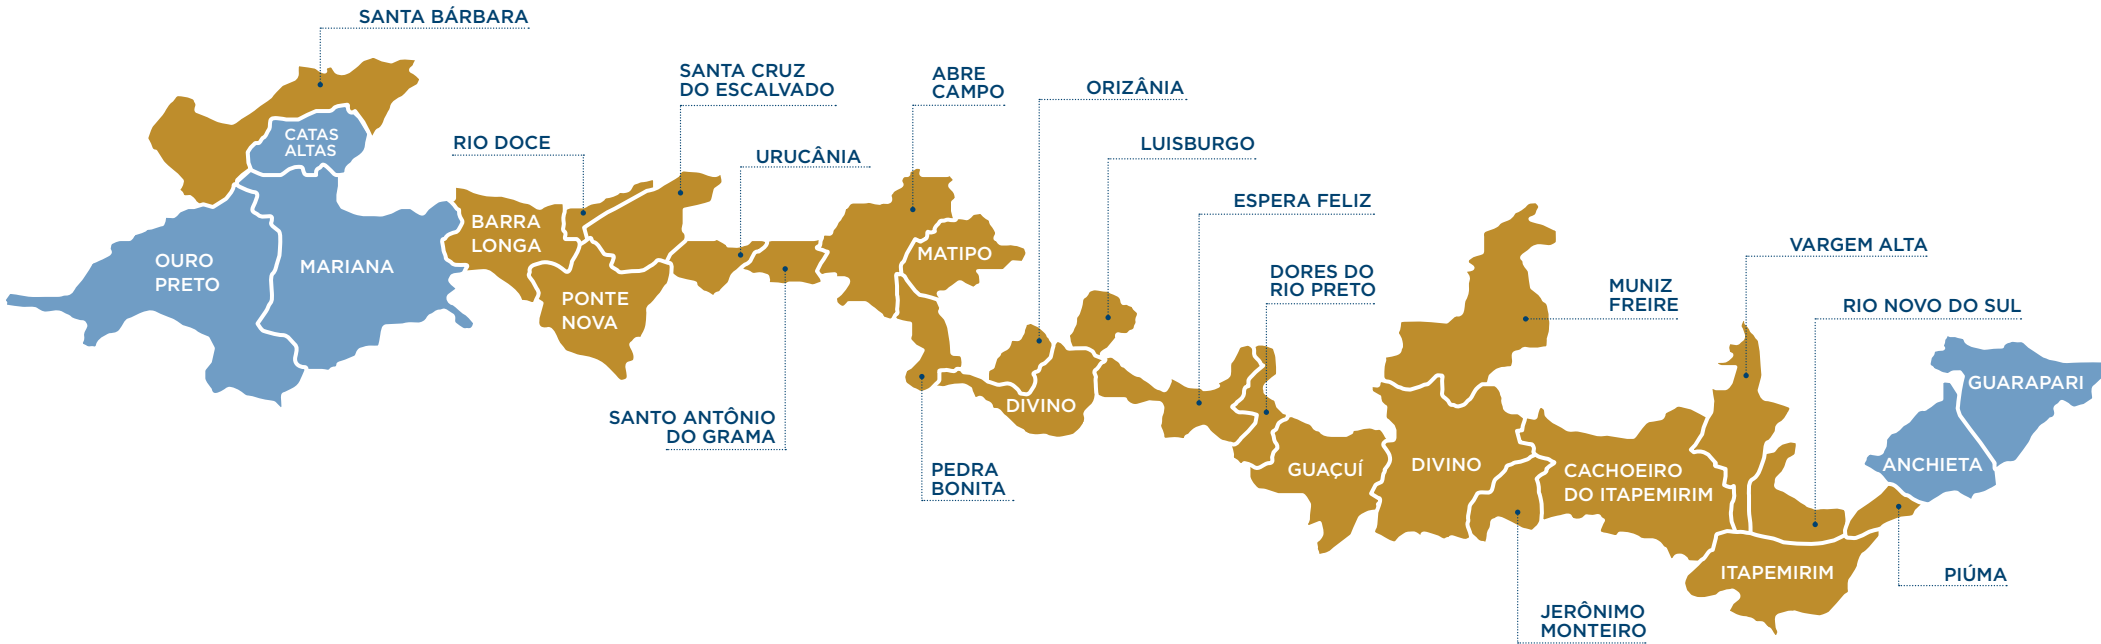 SANTA BÁRBARA
CATAS
ALTAS
OURO
PRETO
MARIANA
RIO DOCE
BARRA
LONGA
SANTA CRUZ
DO ESCALVADO
PONTE
NOVA
URUCÂNIA
SANTO ANTÔNIO
DO GRAMA
ABRE
CAMPO
MATIPO
PEDRA
BONITA
ORIZÂNIA
DIVINO
LUISBURGO
ESPERA FELIZ
DORES DO
RIO PRETO
GUAÇUÍ
DIVINO
MUNIZ
FREIRE
JERÔNIMO
MONTEIRO
CACHOEIRO
DO ITAPEMIRIM
VARGEM ALTA
RIO NOVO DO SUL
ITAPEMIRIM
PIÚMA
ANCHIETA
GUARAPARI